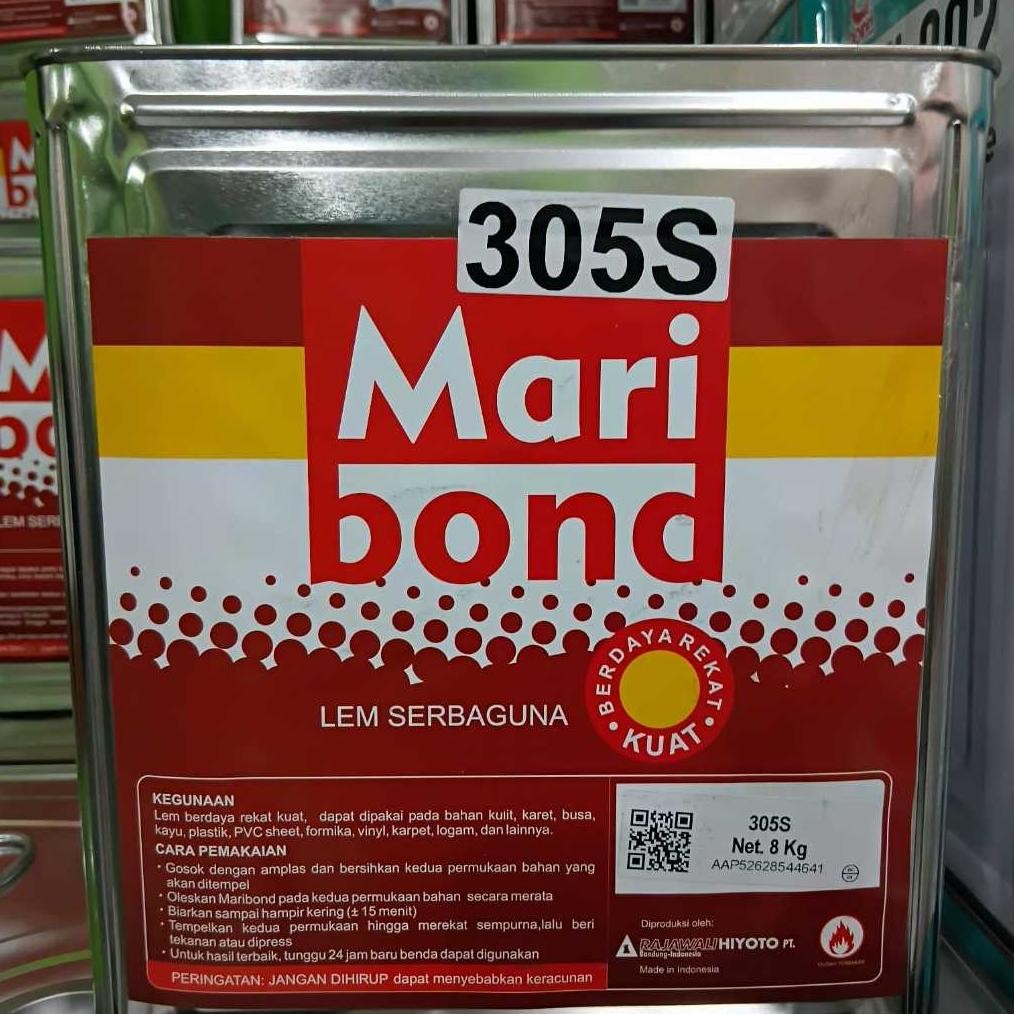 305S
Mari
bond
BERDAYA REKAT
KUAT
LEM SERBAGUNA
KEGUNAAN
Lem berdaya rekat kuat, dapat dipakai pada bahan kulit, karet, busa,
kayu, plastik, PVC sheet, formika, vinyl, karpet, logam, dan lainnya.
CARA PEMAKAIAN
• Gosok dengan amplas dan bersihkan kedua permukaan bahan yang
akan ditempel
• Oleskan Maribond pada kedua permukaan bahan secara merata
• Biarkan sampai hampir kering (± 15 menit)
• Tempelkan kedua permukaan hingga merekat sempurna,lalu beri
tekanan atau dipress
• Untuk hasil terbaik, tunggu 24 jam baru benda dapat digunakan
PERINGATAN: JANGAN DIHIRUP dapat menyebabkan keracunan
305S
Net. 8 Kg
AAP52628544641
Diproduksi oleh:
RAJAWALI HIYOTO PT.
Bandung-Indonesia
Made in Indonesia
LEM SER